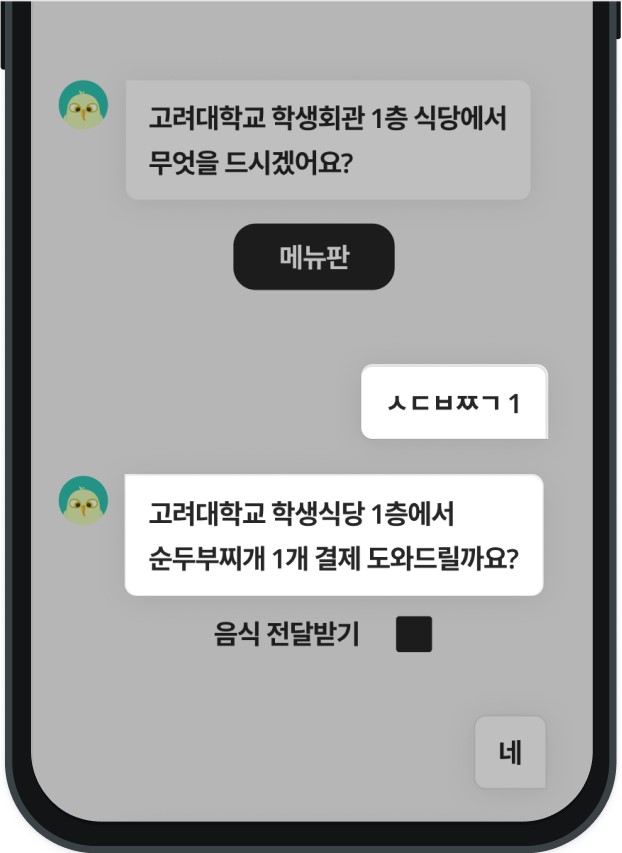 고려대학교 학생회관 1층 식당에서
무엇을 드시겠어요?
메뉴판
ㅅㄷㅂㅉㄱ 1
고려대학교 학생식당 1층에서
순두부찌개 1개 결제 도와드릴까요?
음식 전달받기
네